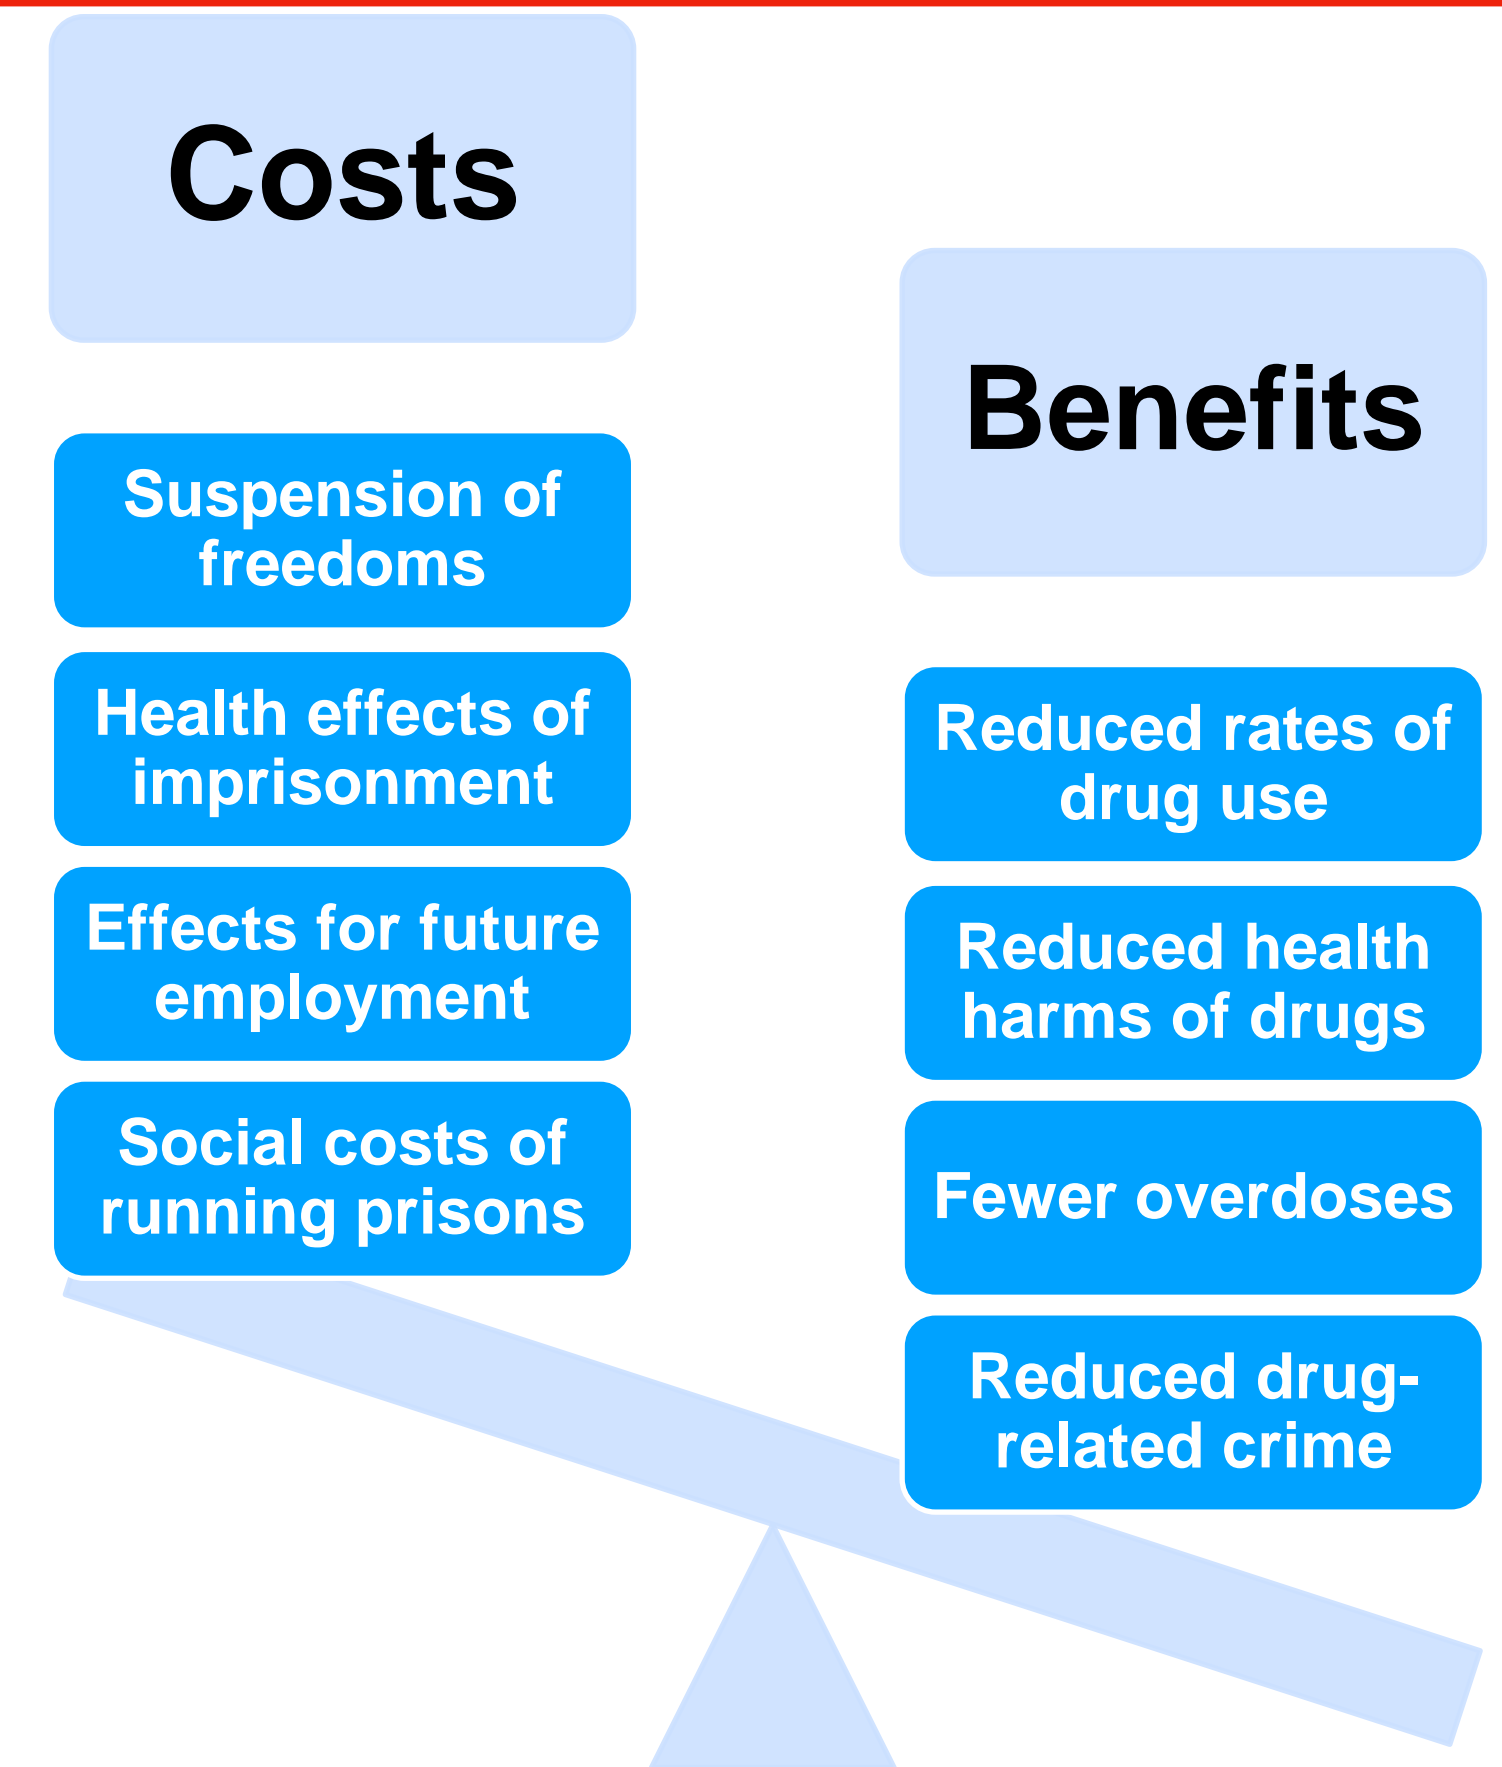 Costs
Suspension of
freedoms
Health effects of
imprisonment
Effects for future
employment
Social costs of
running prisons
Benefits
Reduced rates of
drug use
Reduced health
harms of drugs
Fewer overdoses
Reduced drug-
related crime